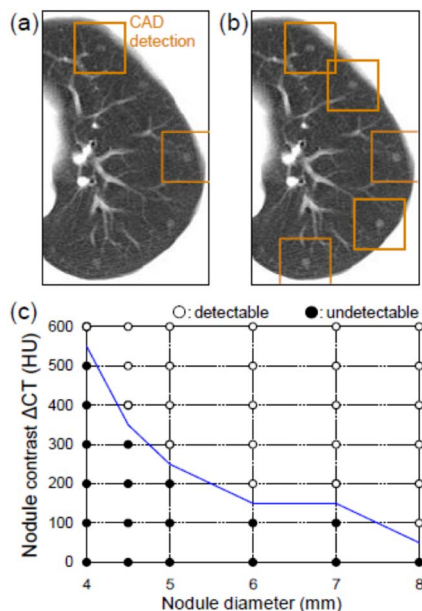 (a)
CAD
detection
(b)
(c)
○: detectable ●: undetectable
Nodule contrast ΔCT (HU)
600
500
400
300
200
100
0
4 5 6 7 8
Nodule diameter (mm)